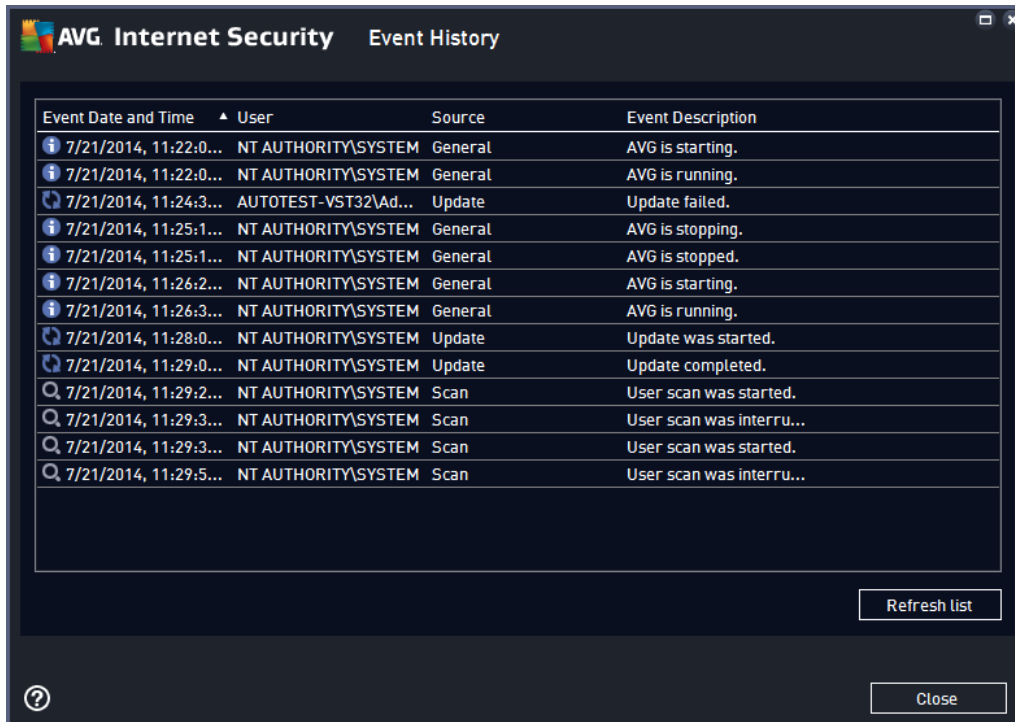 AVG Internet Security Event History
Event Date and Time User Source Event Description
7/21/2014, 11:22:0... NT AUTHORITY\SYSTEM General AVG is starting.
7/21/2014, 11:22:0... NT AUTHORITY\SYSTEM General AVG is running.
7/21/2014, 11:24:3... AUTOTEST-VST32\Ad... Update Update failed.
7/21/2014, 11:25:1... NT AUTHORITY\SYSTEM General AVG is stopping.
7/21/2014, 11:25:1... NT AUTHORITY\SYSTEM General AVG is stopped.
7/21/2014, 11:26:2... NT AUTHORITY\SYSTEM General AVG is starting.
7/21/2014, 11:26:3... NT AUTHORITY\SYSTEM General AVG is running.
7/21/2014, 11:28:0... NT AUTHORITY\SYSTEM Update Update was started.
7/21/2014, 11:29:0... NT AUTHORITY\SYSTEM Update Update completed.
7/21/2014, 11:29:2... NT AUTHORITY\SYSTEM Scan User scan was started.
7/21/2014, 11:29:3... NT AUTHORITY\SYSTEM Scan User scan was interru...
7/21/2014, 11:29:3... NT AUTHORITY\SYSTEM Scan User scan was started.
7/21/2014, 11:29:5... NT AUTHORITY\SYSTEM Scan User scan was interru...
Refresh list
Close